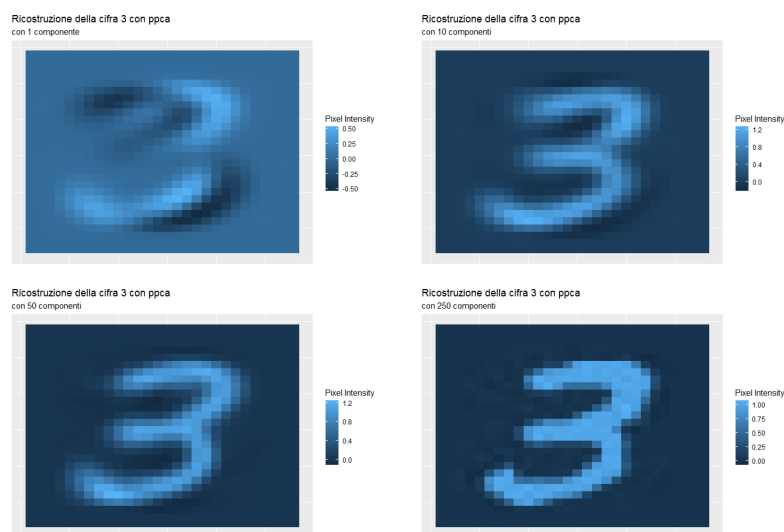 Ricostruzione della cifra 3 con ppca
con 1 componente
Pixel Intensity
0.50
0.25
0.00
-0.25
-0.50
Ricostruzione della cifra 3 con ppca
con 10 componenti
Pixel Intensity
1.2
0.8
0.4
0.0
Ricostruzione della cifra 3 con ppca
con 50 componenti
Pixel Intensity
1.2
0.8
0.4
0.0
Ricostruzione della cifra 3 con ppca
con 250 componenti
Pixel Intensity
1.00
0.75
0.50
0.25
0.00